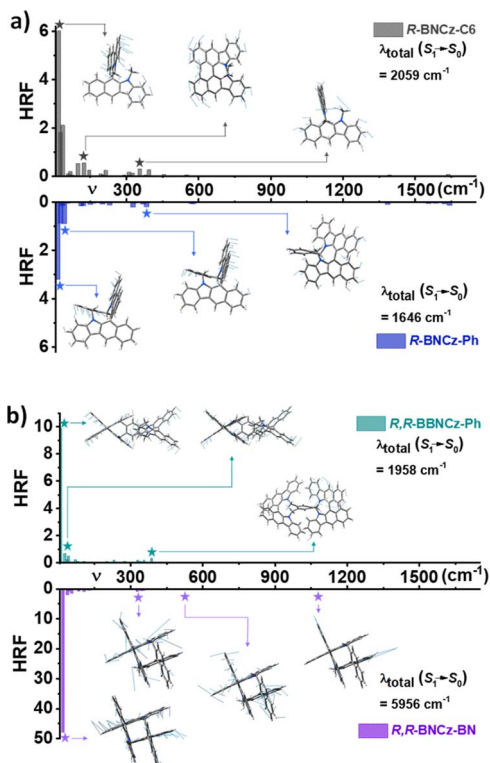 a)
6
R-BNCz-C6
λtotal (S1→S0)
= 2059 cm-1
4
HRF
2
0
ν 300 600 900 1200 1500 (cm-1)
0
2
HRF
4
λtotal (S1→S0)
= 1646 cm-1
6
R-BNCz-Ph
b)
10
R,R-BBNCz-Ph
8
λtotal (S1→S0)
= 1958 cm-1
6
HRF
4
2
0
ν 300 600 900 1200 1500 (cm-1)
0
10
20
HRF
30
λtotal (S1→S0)
= 5956 cm-1
40
R,R-BNCz-BN
50